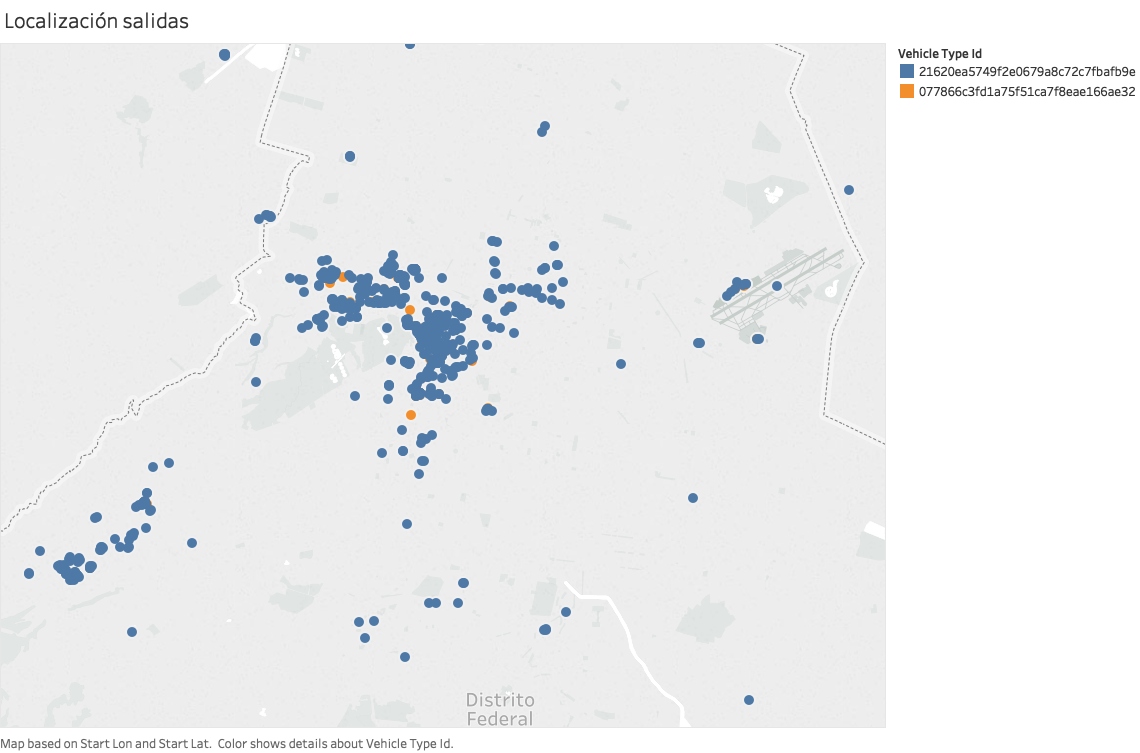 Localización salidas
Vehicle Type Id
21620ea5749f2e0679a8c72c7fbafb9e
077866c3fd1a75f51ca7f8eae166ae32
Distrito
Federal
Map based on Start Lon and Start Lat.  Color shows details about Vehicle Type Id.